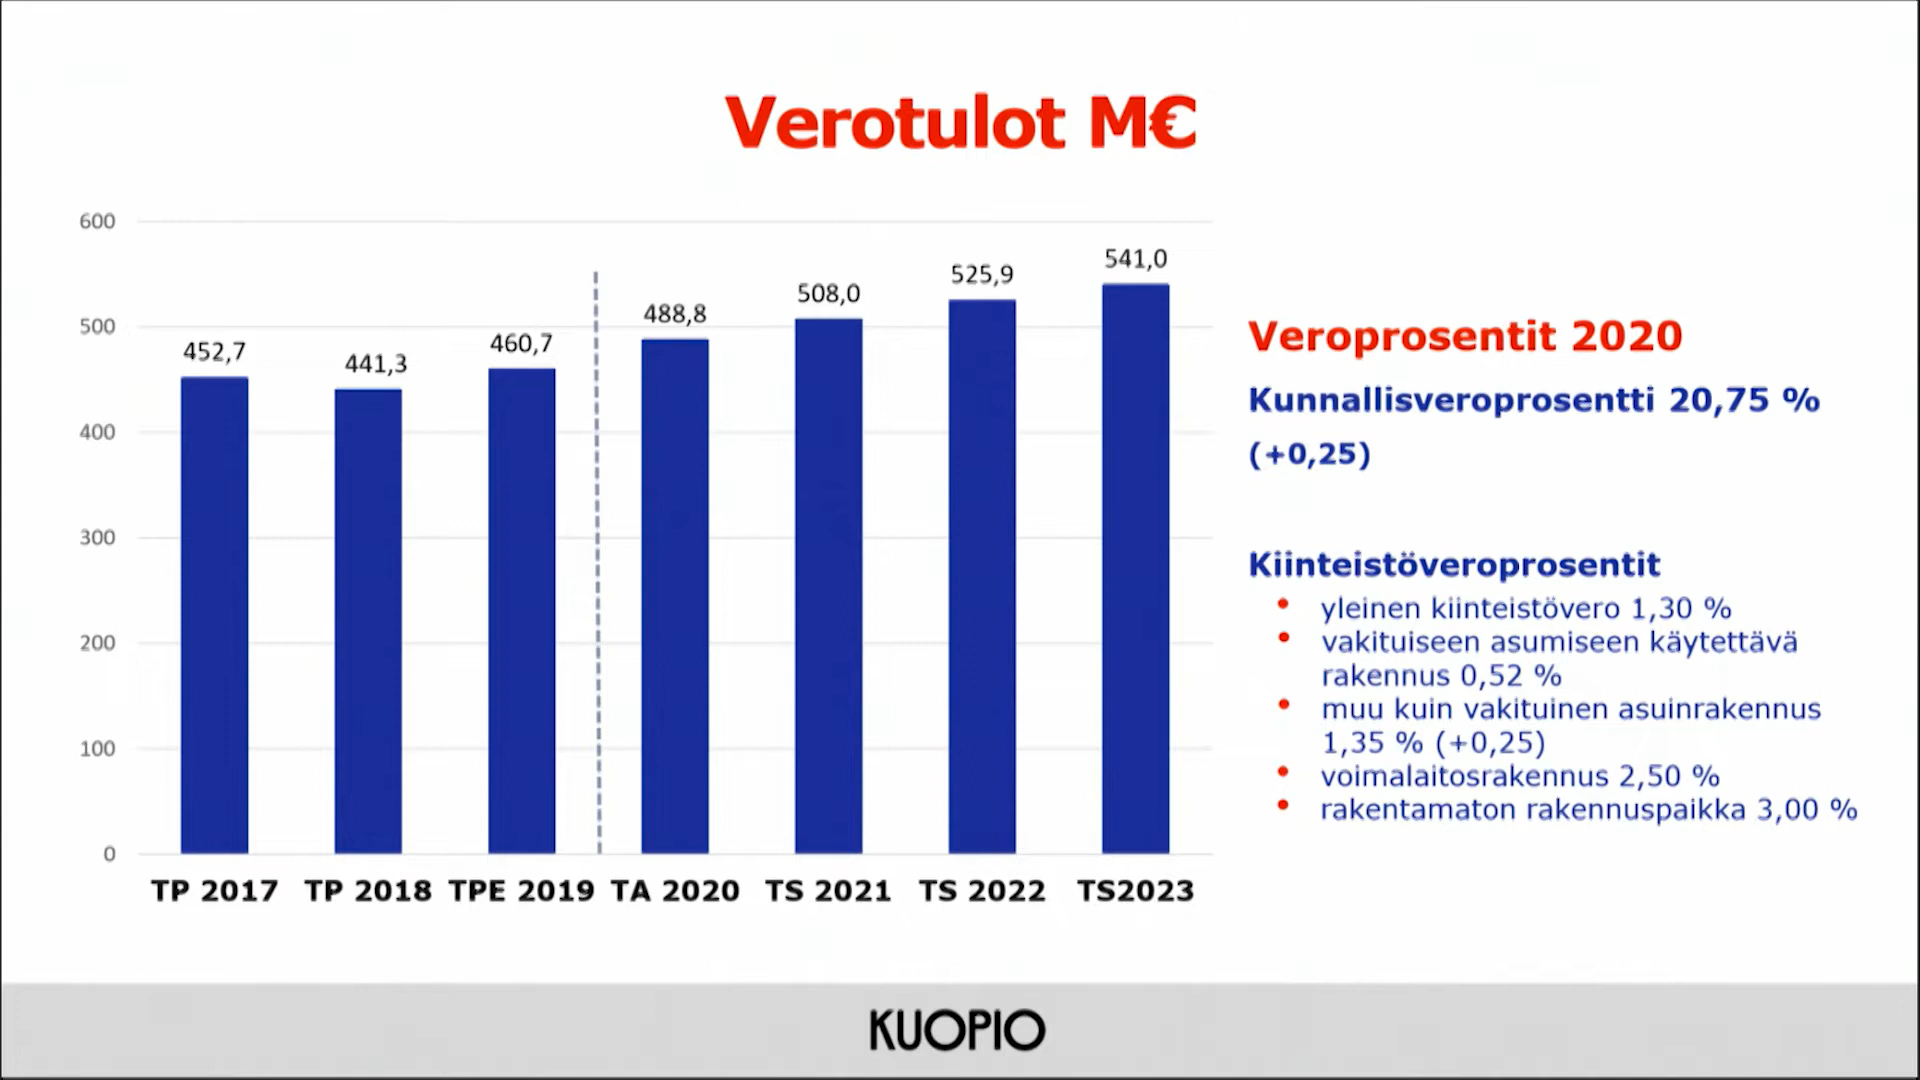 Verotulot M€
600
500
400
300
200
100
0
452,7
441,3
460,7
488,8
508,0
525,9
541,0
TP 2017
TP 2018
TPE 2019
TA 2020
TS 2021
TS 2022
TS2023
Veroprosentit 2020
Kunnallisveroprosentti 20,75 %
(+0,25)
Kiinteistöveroprosentit
• yleinen kiinteistövero 1,30 %
• vakituiseen asumiseen käytettävä
rakennus 0,52 %
• muu kuin vakituinen asuinrakennus
1,35 % (+0,25)
• voimalaitosrakennus 2,50 %
• rakentamaton rakennuspaikka 3,00 %
KUOPIO